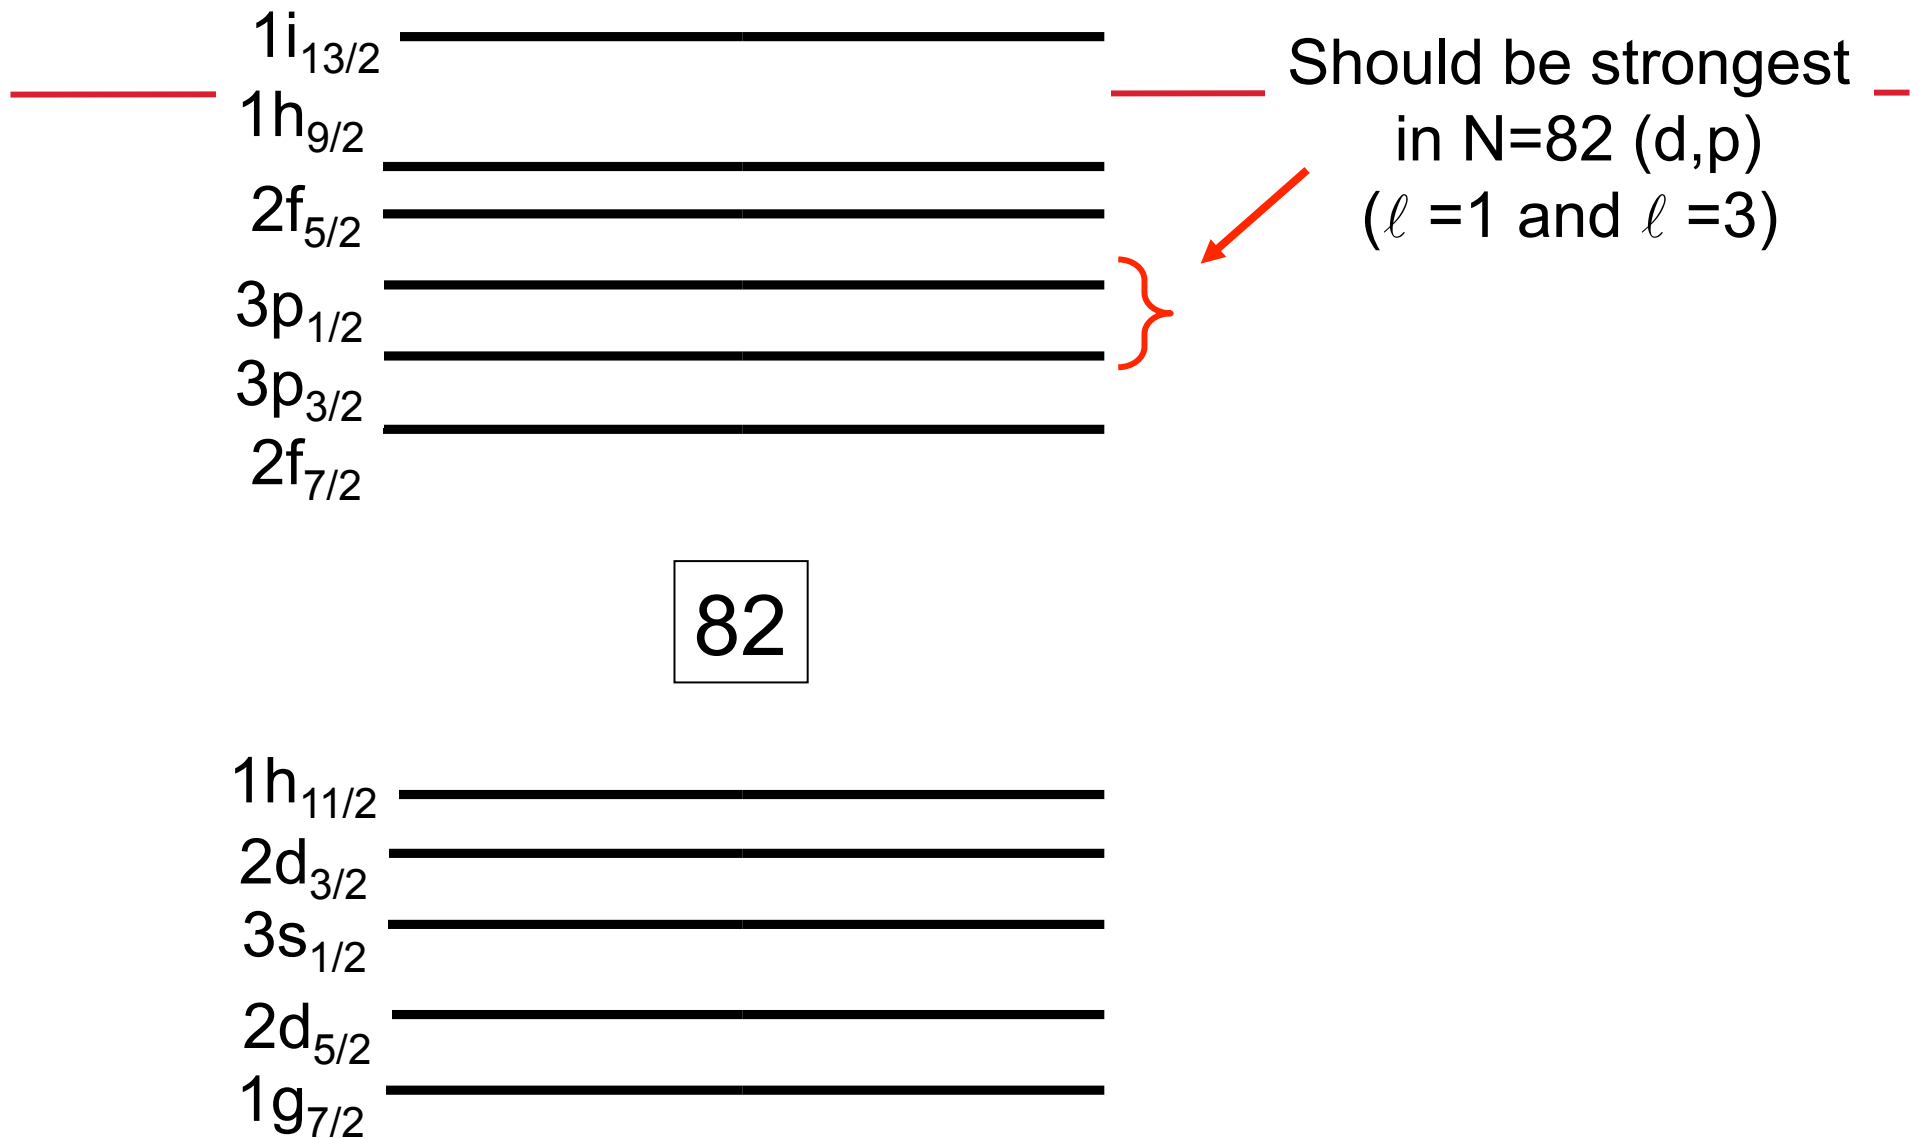 1i13/2
Should be strongest
1h9/2
in N=82 (d,p)
2f5/2
(ℓ =1 and ℓ =3)
3p1/2
3p3/2
2f7/2
82
1h11/2
2d3/2
3s1/2
2d5/2
1g7/2